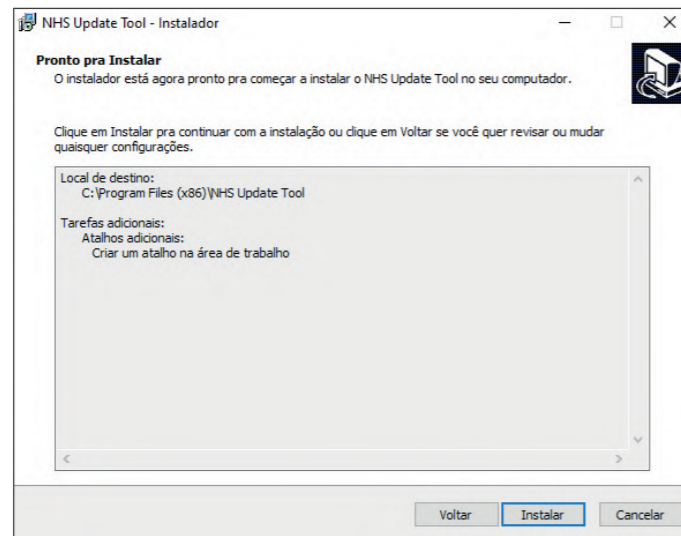 NHS Update Tool - Instalador
Pronto pra Instalar
O instalador está agora pronto pra começar a instalar o NHS Update Tool no seu computador.
Clique em Instalar pra continuar com a instalação ou clique em Voltar se você quer revisar ou mudar
quaisquer configurações.
Local de destino:
C:\Program Files (x86)\NHS Update Tool
Tarefas adicionais:
Atalhos adicionais:
Criar um atalho na área de trabalho
Voltar
Instalar
Cancelar